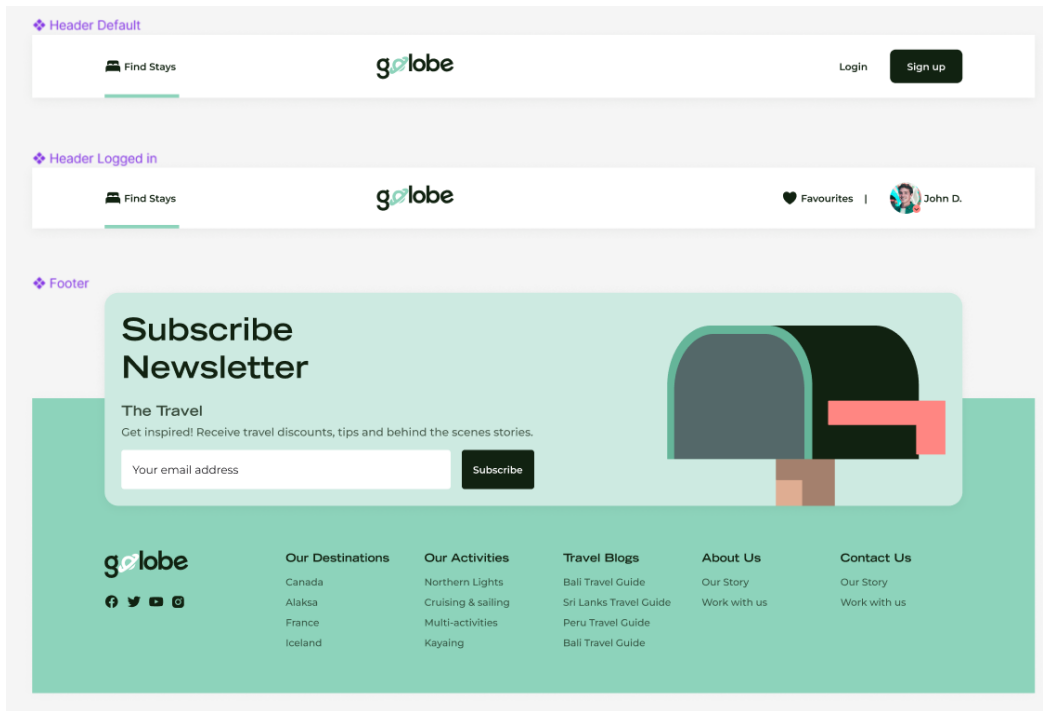 Header Default
Find Stays
golobe
Login
Sign up
Header Logged in
Find Stays
golobe
Favourites |
John D.
Footer
Subscribe
Newsletter
The Travel
Get inspired! Receive travel discounts, tips and behind the scenes stories.
Your email address
Subscribe
golobe
Our Destinations
Canada
Alaksa
France
Iceland
Our Activities
Northern Lights
Cruising & sailing
Multi-activities
Kayaing
Travel Blogs
Bali Travel Guide
Sri Lanks Travel Guide
Peru Travel Guide
Bali Travel Guide
About Us
Our Story
Work with us
Contact Us
Our Story
Work with us